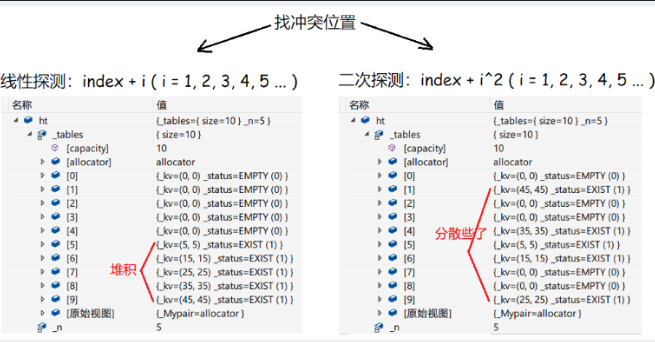 找冲突位置
线性探测：index + i ( i = 1, 2, 3, 4, 5 ... )
名称 值
ht {_tables={ size=10 } _n=5 }
_tables { size=10 }
[capacity] 10
[allocator] allocator
[0] {_kv=(0, 0) _status=EMPTY (0) }
[1] {_kv=(0, 0) _status=EMPTY (0) }
[2] {_kv=(0, 0) _status=EMPTY (0) }
[3] {_kv=(0, 0) _status=EMPTY (0) }
[4] {_kv=(0, 0) _status=EMPTY (0) }
[5] {_kv=(5, 5) _status=EXIST (1) }
[6] {_kv=(15, 15) _status=EXIST (1) }
堆积
[7] {_kv=(25, 25) _status=EXIST (1) }
[8] {_kv=(35, 35) _status=EXIST (1) }
[9] {_kv=(45, 45) _status=EXIST (1) }
[原始视图] {_Mypair=allocator }
_n 5
二次探测：index + i^2 ( i = 1, 2, 3, 4, 5 ... )
名称 值
ht {_tables={ size=10 } _n=5 }
_tables { size=10 }
[capacity] 10
[allocator] allocator
[0] {_kv=(0, 0) _status=EMPTY (0) }
[1] {_kv=(45, 45) _status=EXIST (1) }
[2] {_kv=(0, 0) _status=EMPTY (0) }
[3] {_kv=(0, 0) _status=EMPTY (0) }
[4] {_kv=(35, 35) _status=EXIST (1) }
分散些了
[5] {_kv=(5, 5) _status=EXIST (1) }
[6] {_kv=(15, 15) _status=EXIST (1) }
[7] {_kv=(0, 0) _status=EMPTY (0) }
[8] {_kv=(0, 0) _status=EMPTY (0) }
[9] {_kv=(25, 25) _status=EXIST (1) }
[原始视图] {_Mypair=allocator }
_n 5